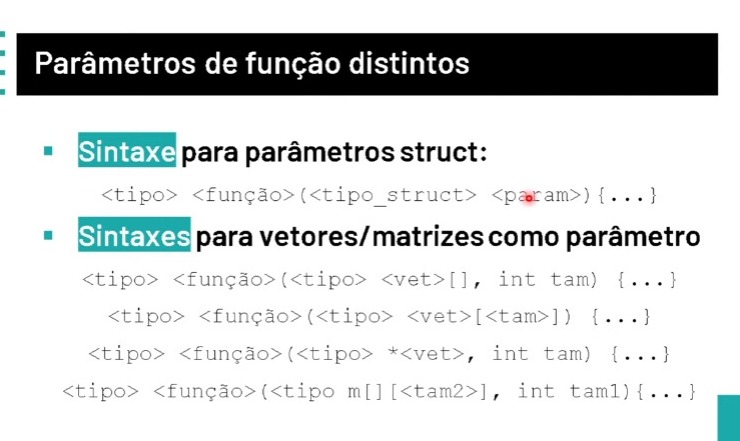 Parâmetros de função distintos
Sintaxe para parâmetros struct:
<tipo> <função>(<tipo_struct> <param>){...}
Sintaxes para vetores/matrizes como parâmetro
<tipo> <função>(<tipo> <vet>[], int tam) {...}
<tipo> <função>(<tipo> <vet>[<tam>]) {...}
<tipo> <função>(<tipo> *<vet>, int tam) {...}
<tipo> <função>(<tipo m[][<tam2>], int tam1){...}